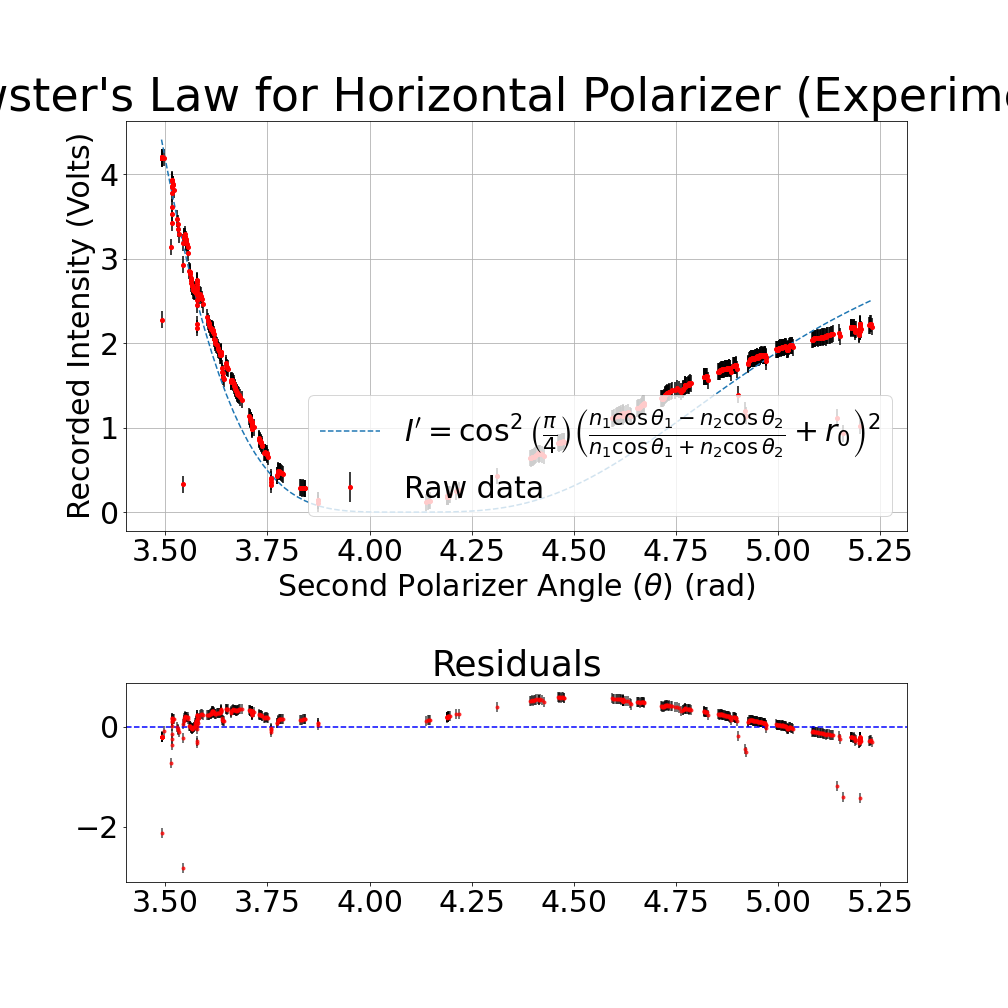 wster's Law for Horizontal Polarizer (Experime
Recorded Intensity (Volts)
4
3
2
1
0
I′ = cos² (π/4) ((n₁cos θ₁ − n₂cos θ₂)/(n₁cos θ₁ + n₂cos θ₂) + r₀)²
Raw data
3.50 3.75 4.00 4.25 4.50 4.75 5.00 5.25
Second Polarizer Angle (θ) (rad)
Residuals
0
−2
3.50 3.75 4.00 4.25 4.50 4.75 5.00 5.25